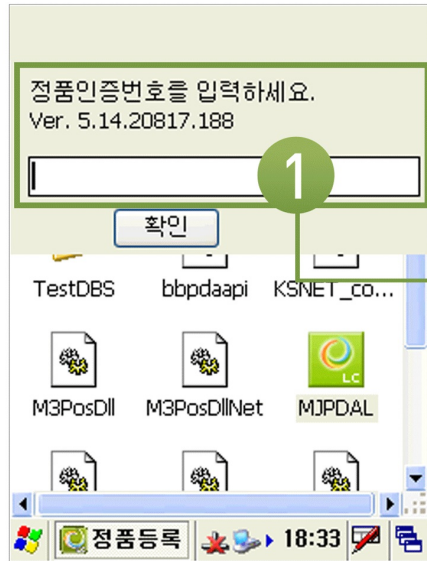 정품인증번호를 입력하세요.
Ver. 5.14.20817.188
1
확인
TestDBS bbpdaapi KSNET_co...
M3PosDll M3PosDllNet MJPDAL
LC
정품등록 18:33